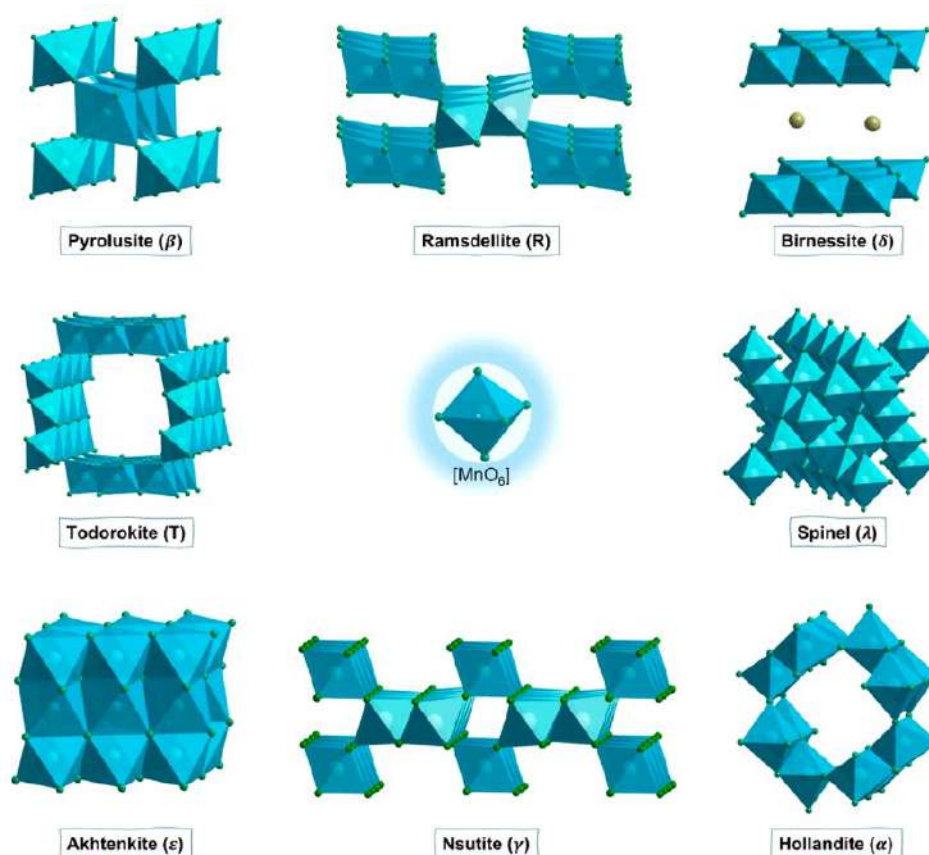 Pyrolusite (β)
Ramsdellite (R)
Birnessite (δ)
[MnO₆]
Todorokite (T)
Spinel (λ)
Akhtenkite (ε)
Nsutite (γ)
Hollandite (α)